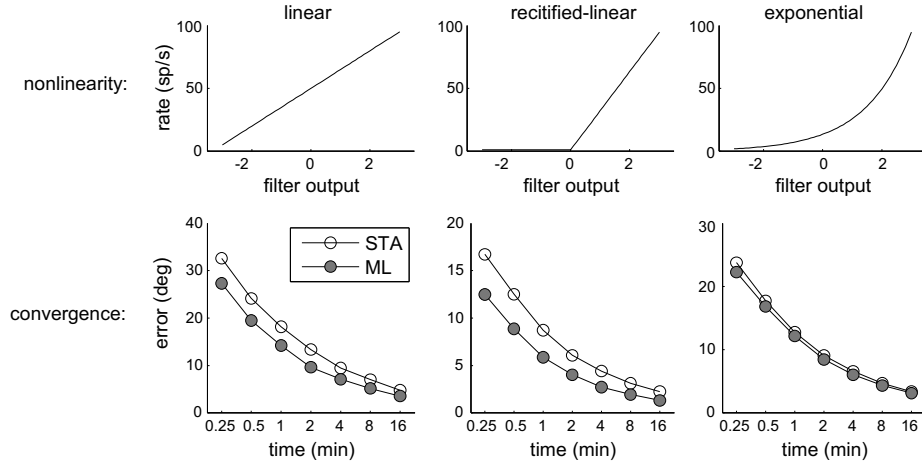 linear
recitified-linear
exponential
nonlinearity:
rate (sp/s)
100
50
0
-2 0 2
filter output
100
50
0
-2 0 2
filter output
100
50
0
-2 0 2
filter output
convergence:
error (deg)
40
30
20
10
0
STA
ML
0.25 0.5 1 2 4 8 16
time (min)
20
15
10
5
0
0.25 0.5 1 2 4 8 16
time (min)
30
20
10
0
0.25 0.5 1 2 4 8 16
time (min)